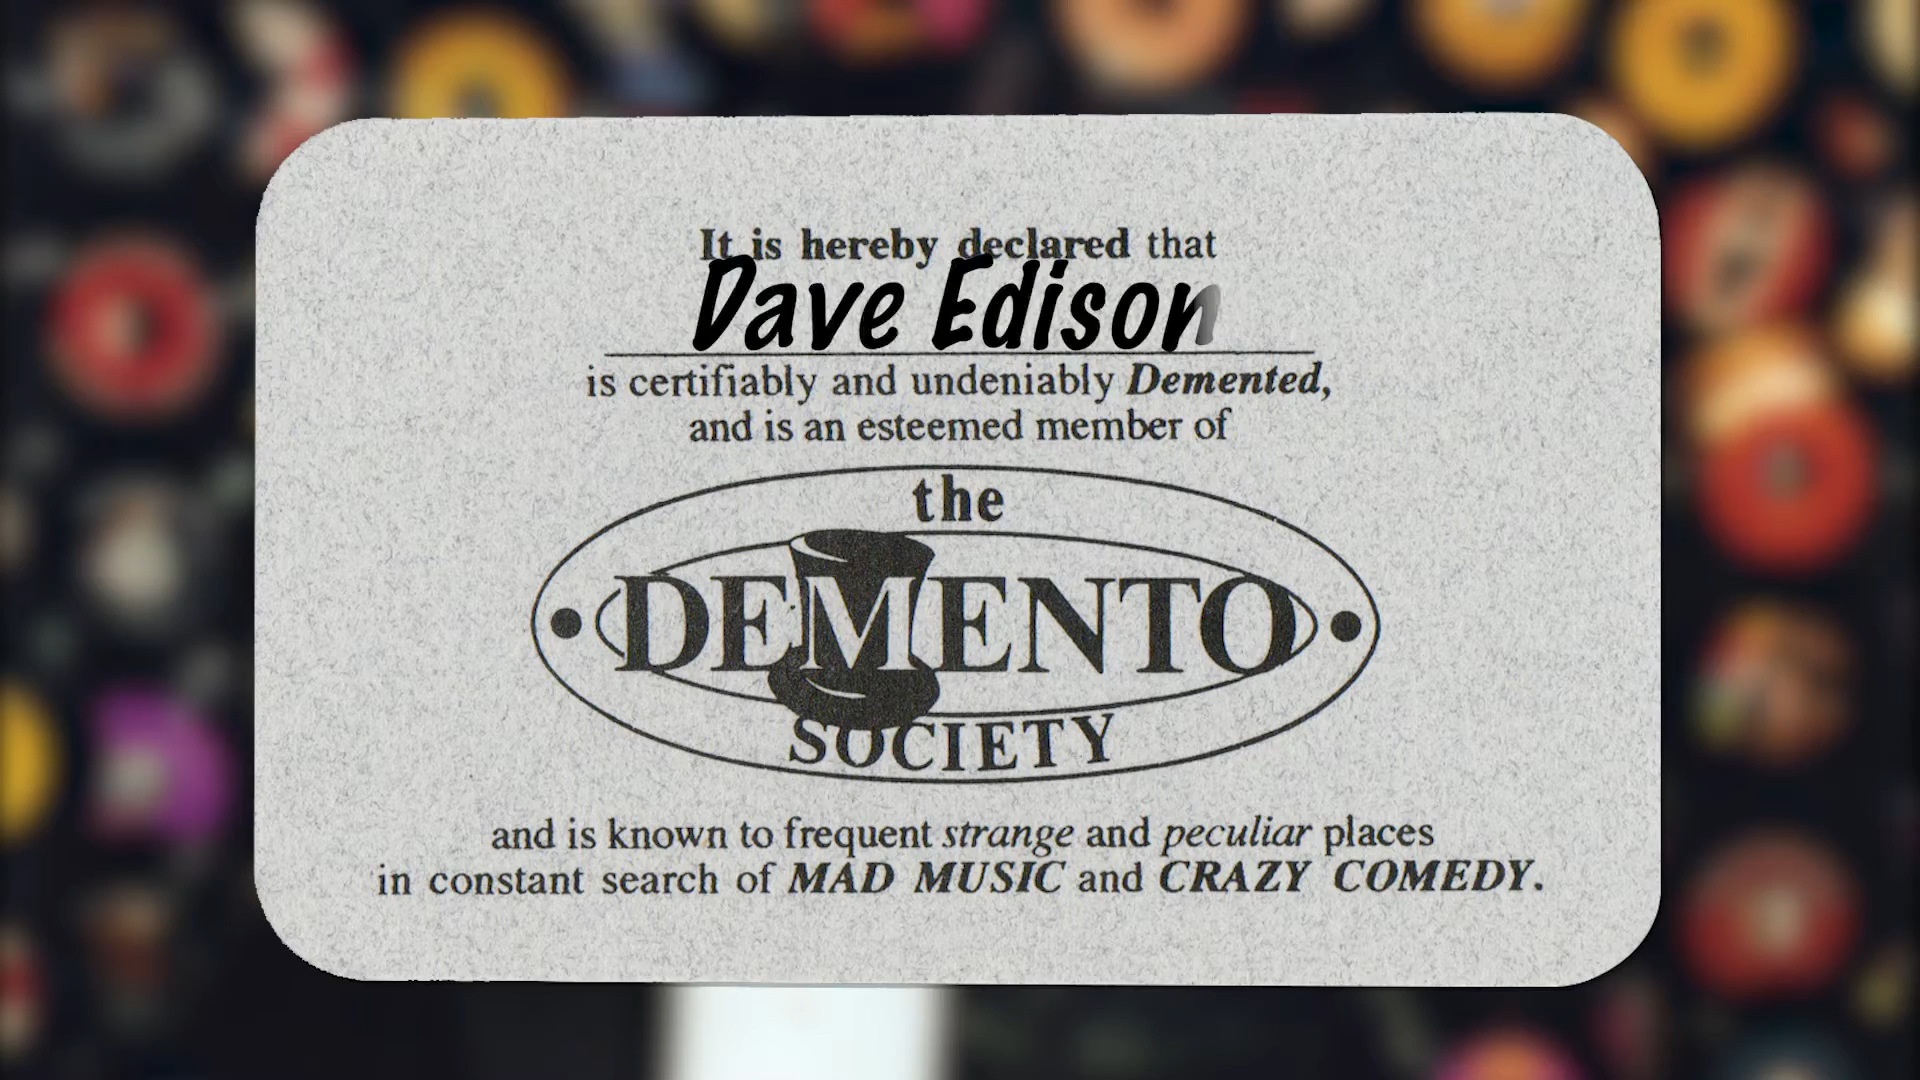 It is hereby declared that
Dave Edison
is certifiably and undeniably Demented,
and is an esteemed member of
the
DEMENTO
SOCIETY
and is known to frequent strange and peculiar places
in constant search of MAD MUSIC and CRAZY COMEDY.